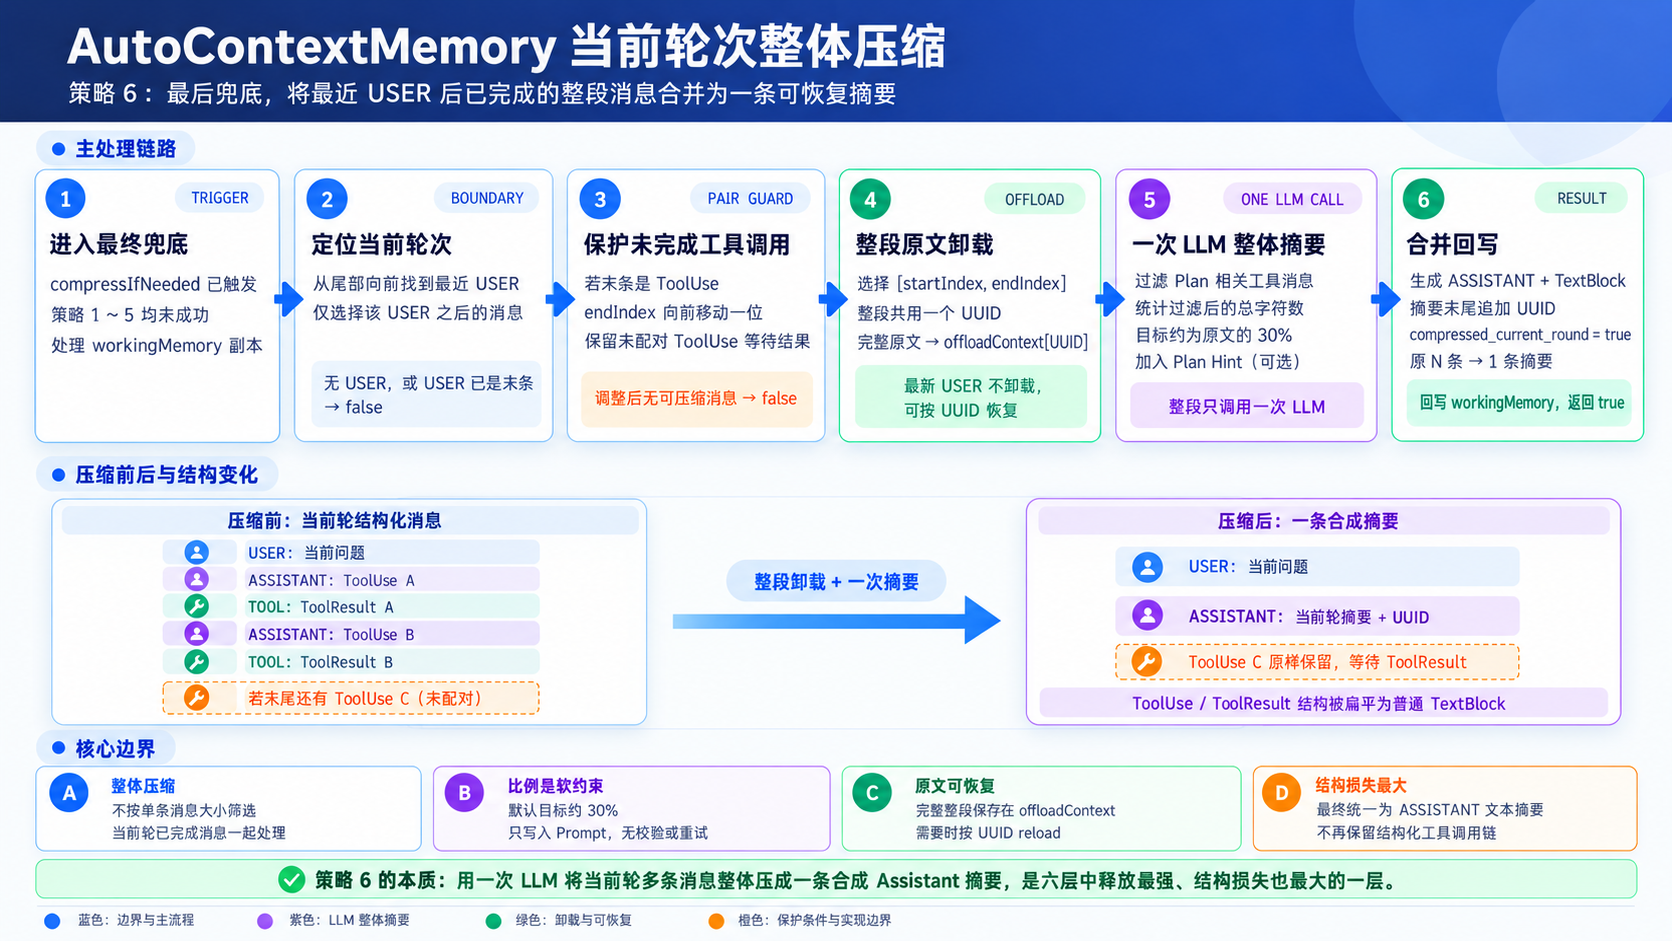 AutoContextMemory 当前轮次整体压缩
策略 6：最后兜底，将最近 USER 后已完成的整段消息合并为一条可恢复摘要
主处理链路
1
TRIGGER
进入最终兜底
compressIfNeeded 已触发
策略 1 ~ 5 均未成功
处理 workingMemory 副本
2
BOUNDARY
定位当前轮次
从尾部向前找到最近 USER
仅选择该 USER 之后的消息
无 USER，或 USER 已是末条
→ false
3
PAIR GUARD
保护未完成工具调用
若末条是 ToolUse
endIndex 向前移动一位
保留未配对 ToolUse 等待结果
调整后无可压缩消息 → false
4
OFFLOAD
整段原文卸载
选择 [startIndex, endIndex]
整段共用一个 UUID
完整原文 → offloadContext[UUID]
最新 USER 不卸载，
可按 UUID 恢复
5
ONE LLM CALL
一次 LLM 整体摘要
过滤 Plan 相关工具消息
统计过滤后的总字符数
目标约为原文的 30%
加入 Plan Hint（可选）
整段只调用一次 LLM
6
RESULT
合并回写
生成 ASSISTANT + TextBlock
摘要末尾追加 UUID
compressed_current_round = true
原 N 条 → 1 条摘要
回写 workingMemory，返回 true
压缩前后与结构变化
压缩前：当前轮结构化消息
USER：当前问题
ASSISTANT：ToolUse A
TOOL：ToolResult A
ASSISTANT：ToolUse B
TOOL：ToolResult B
若末尾还有 ToolUse C（未配对）
整段卸载 + 一次摘要
压缩后：一条合成摘要
USER：当前问题
ASSISTANT：当前轮摘要 + UUID
ToolUse C 原样保留，等待 ToolResult
ToolUse / ToolResult 结构被扁平为普通 TextBlock
核心边界
A
整体压缩
不按单条消息大小筛选
当前轮已完成消息一起处理
B
比例是软约束
默认目标约 30%
只写入 Prompt，无校验或重试
C
原文可恢复
完整整段保存在 offloadContext
需要时按 UUID reload
D
结构损失最大
最终统一为 ASSISTANT 文本摘要
不再保留结构化工具调用链
策略 6 的本质：用一次 LLM 将当前轮多条消息整体压成一条合成 Assistant 摘要，是六层中释放最强、结构损失也最大的一层。
蓝色：边界与主流程
紫色：LLM 整体摘要
绿色：卸载与可恢复
橙色：保护条件与实现边界